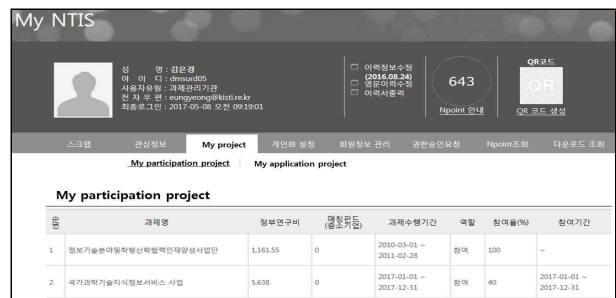 My NTIS
성 명 : 김은경
아 이 디 : dmsurd05
사용자유형 : 과제관리기관
전 자 우 편 : eungyeong@kisti.re.kr
최종로그인 : 2017-05-08 오전 09:19:01
이력정보수정
(2016.08.24)
영문이력수정
이력서출력
643
Npoint 안내
QR코드
QR
QR 코드 생성
스크랩 관심정보 My project 개인화 설정 회원정보 관리 권한승인요청 Npoint조회 다운로드 조회
My participation project My application project
My participation project
순번 과제명 정부연구비 매칭펀드 (중소기업) 과제수행기간 역할 참여율(%) 참여기간
1 정보기술분야밀착형산학협력인재양성사업단 1,161.55 0 2010-03-01 ~ 2011-02-28 참여 100 ~
2 국가과학기술지식정보서비스 사업 5,638 0 2017-01-01 ~ 2017-12-31 참여 40 2017-01-01 ~ 2017-12-31